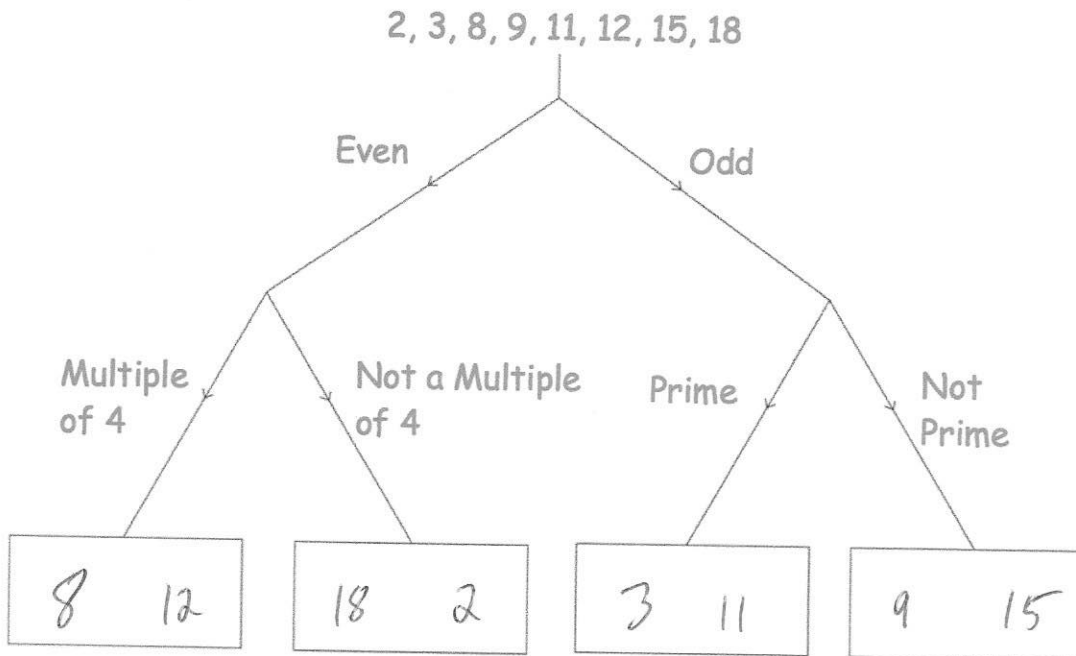 2, 3, 8, 9, 11, 12, 15, 18
Even
Odd
Multiple
of 4
Not a Multiple
of 4
Prime
Not
Prime
8 12
18 2
3 11
9 15